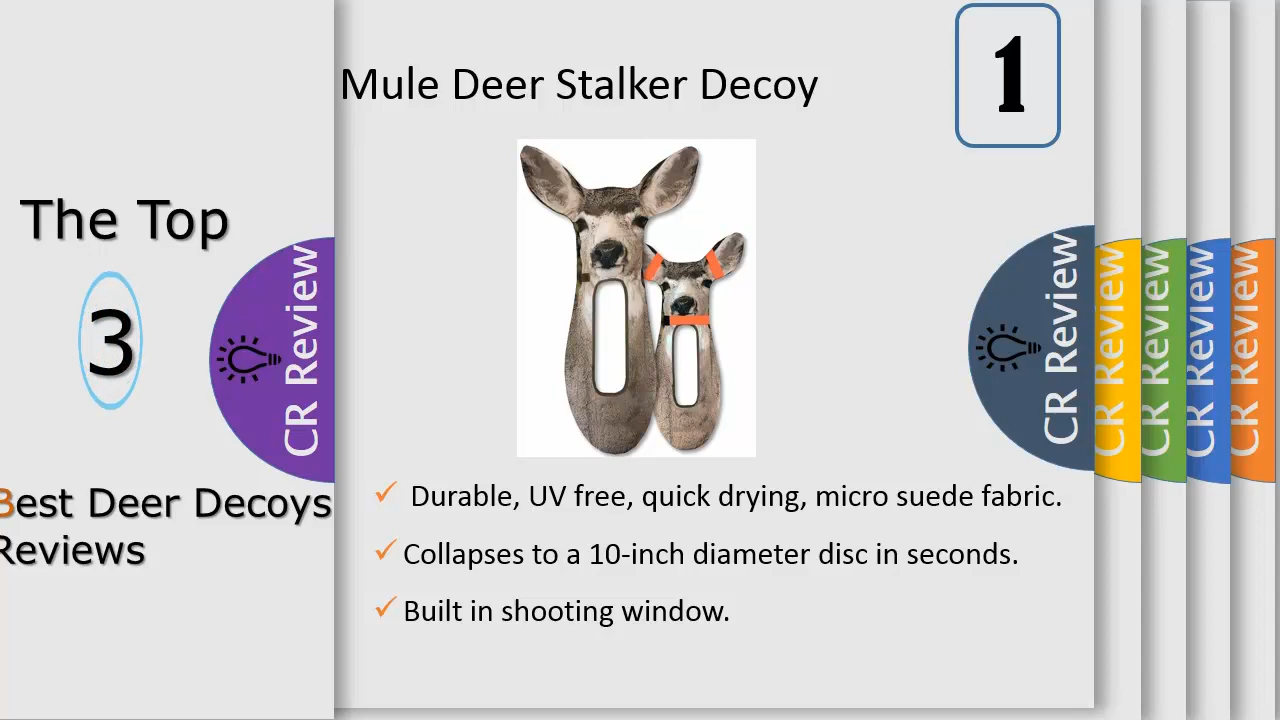 Mule Deer Stalker Decoy
1
The Top
3
Best Deer Decoys
Reviews
CR Review
Durable, UV free, quick drying, micro suede fabric.
Collapses to a 10-inch diameter disc in seconds.
Built in shooting window.
CR Review
CR Review
CR Review
CR Review
CR Review